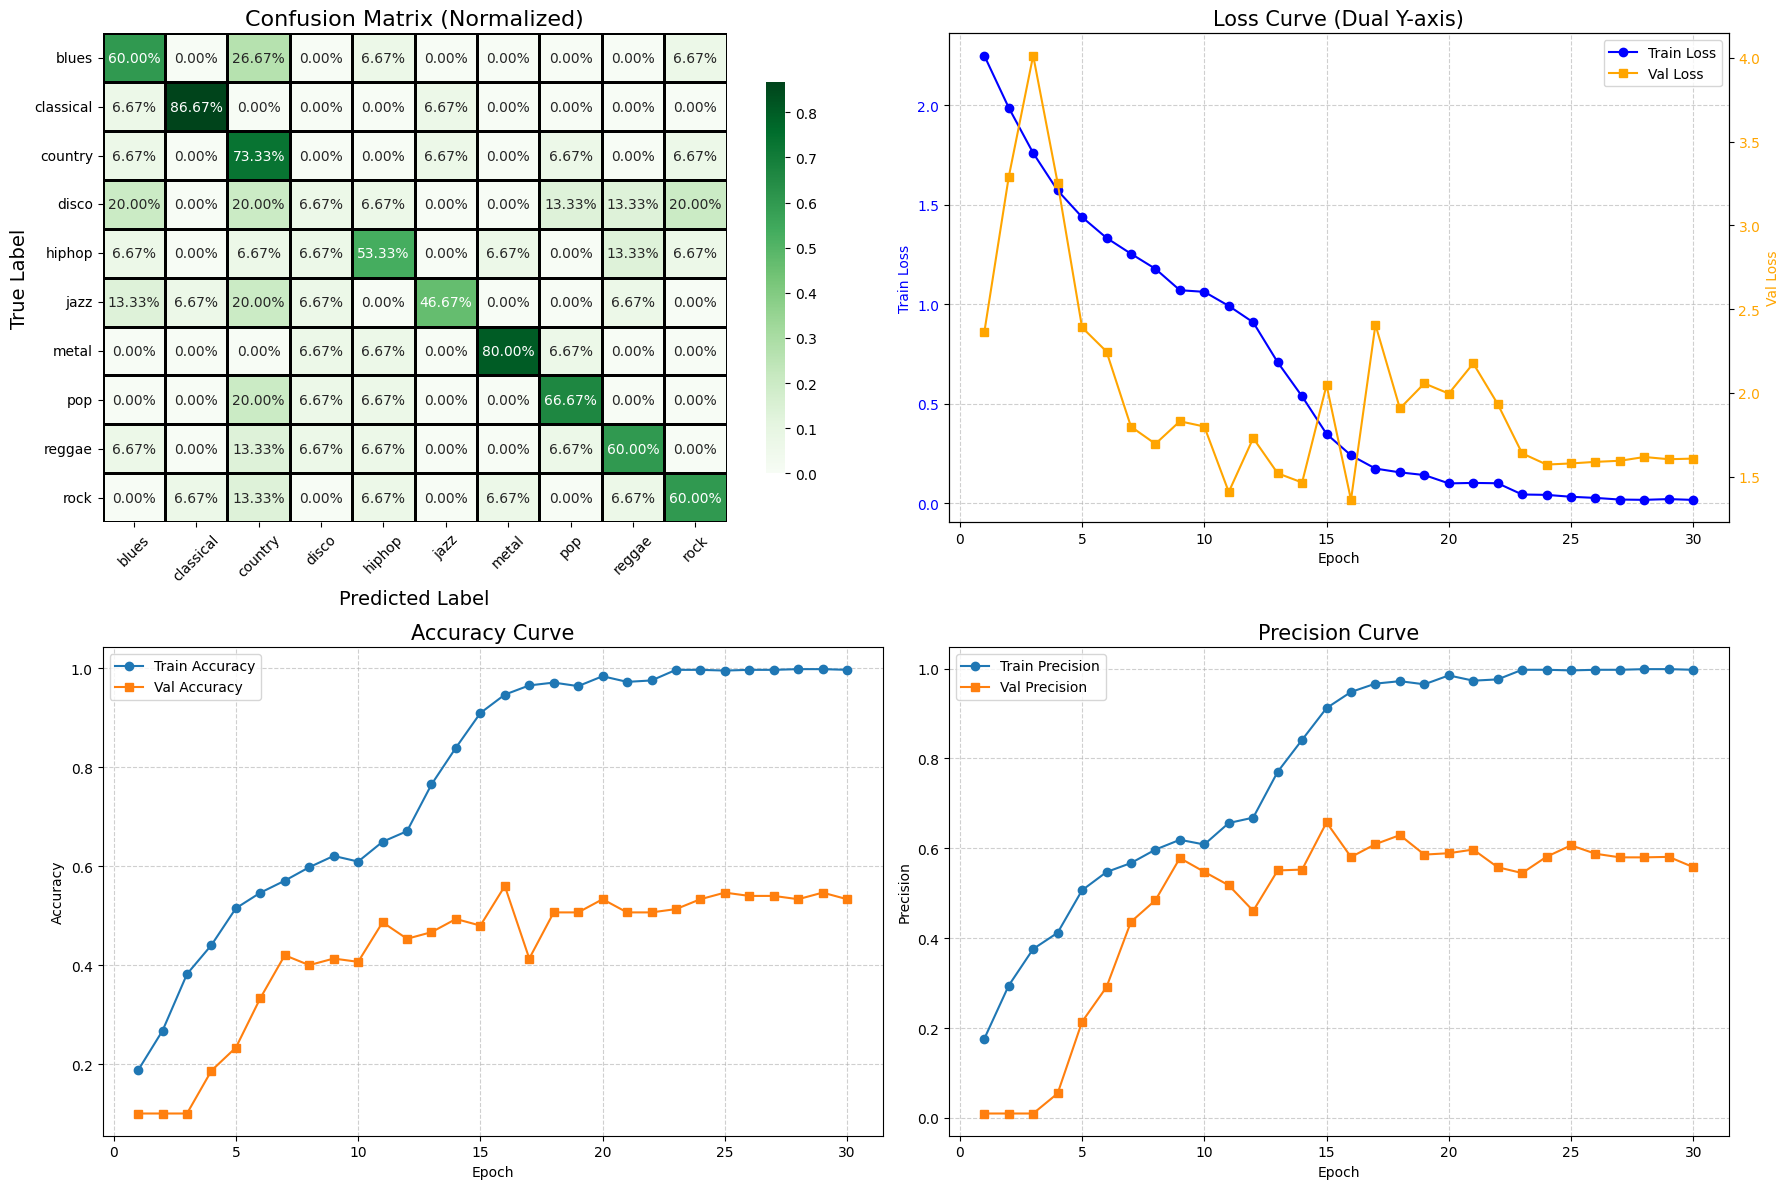 Confusion Matrix (Normalized)
True Label
blues 60.00% 0.00% 26.67% 0.00% 6.67% 0.00% 0.00% 0.00% 0.00% 6.67%
classical 6.67% 86.67% 0.00% 0.00% 0.00% 6.67% 0.00% 0.00% 0.00% 0.00%
country 6.67% 0.00% 73.33% 0.00% 0.00% 6.67% 0.00% 6.67% 0.00% 6.67%
disco 20.00% 0.00% 20.00% 6.67% 6.67% 0.00% 0.00% 13.33% 13.33% 20.00%
hiphop 6.67% 0.00% 6.67% 6.67% 53.33% 0.00% 6.67% 0.00% 13.33% 6.67%
jazz 13.33% 6.67% 20.00% 6.67% 0.00% 46.67% 0.00% 0.00% 6.67% 0.00%
metal 0.00% 0.00% 0.00% 6.67% 6.67% 0.00% 80.00% 6.67% 0.00% 0.00%
pop 0.00% 0.00% 20.00% 6.67% 6.67% 0.00% 0.00% 66.67% 0.00% 0.00%
reggae 6.67% 0.00% 13.33% 6.67% 6.67% 0.00% 0.00% 6.67% 60.00% 0.00%
rock 0.00% 6.67% 13.33% 0.00% 6.67% 0.00% 6.67% 0.00% 6.67% 60.00%
blues classical country disco hiphop jazz metal pop reggae rock
Predicted Label
0.8
0.7
0.6
0.5
0.4
0.3
0.2
0.1
0.0
Loss Curve (Dual Y-axis)
Train Loss
Val Loss
Train Loss
2.0
1.5
1.0
0.5
0.0
4.0
3.5
3.0
2.5
2.0
1.5
Val Loss
0 5 10 15 20 25 30
Epoch
Accuracy Curve
Train Accuracy
Val Accuracy
Accuracy
1.0
0.8
0.6
0.4
0.2
0 5 10 15 20 25 30
Epoch
Precision Curve
Train Precision
Val Precision
Precision
1.0
0.8
0.6
0.4
0.2
0.0
0 5 10 15 20 25 30
Epoch